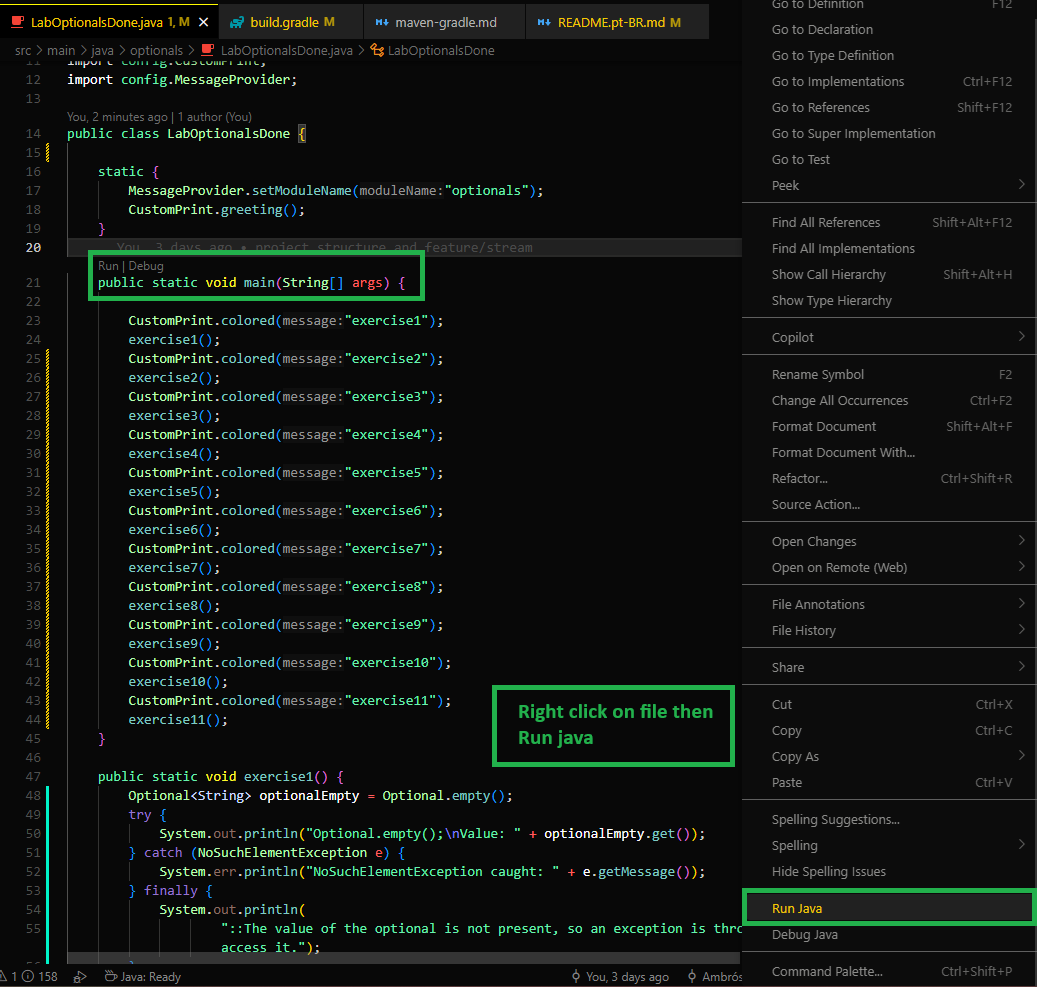 LabOptionalsDone.java 1, M
build.gradle M
maven-gradle.md
README.pt-BR.md M
src > main > java > optionals > LabOptionalsDone.java > LabOptionalsDone
11 import config.CustomPrint;
12 import config.MessageProvider;
13
You, 2 minutes ago | 1 author (You)
14 public class LabOptionalsDone {
15
16 static {
17 MessageProvider.setModuleName(moduleName:"optionals");
18 CustomPrint.greeting();
19 }
20 You, 3 days ago • project structure and feature/stream
Run | Debug
21 public static void main(String[] args) {
22
23 CustomPrint.colored(message:"exercise1");
24 exercise1();
25 CustomPrint.colored(message:"exercise2");
26 exercise2();
27 CustomPrint.colored(message:"exercise3");
28 exercise3();
29 CustomPrint.colored(message:"exercise4");
30 exercise4();
31 CustomPrint.colored(message:"exercise5");
32 exercise5();
33 CustomPrint.colored(message:"exercise6");
34 exercise6();
35 CustomPrint.colored(message:"exercise7");
36 exercise7();
37 CustomPrint.colored(message:"exercise8");
38 exercise8();
39 CustomPrint.colored(message:"exercise9");
40 exercise9();
41 CustomPrint.colored(message:"exercise10");
42 exercise10();
43 CustomPrint.colored(message:"exercise11");
44 exercise11();
45 }
46
47 public static void exercise1() {
48 Optional<String> optionalEmpty = Optional.empty();
49 try {
50 System.out.println("Optional.empty();\nValue: " + optionalEmpty.get());
51 } catch (NoSuchElementException e) {
52 System.err.println("NoSuchElementException caught: " + e.getMessage());
53 } finally {
54 System.out.println(
55 "::The value of the optional is not present, so an exception is thro
access it.");
Right click on file then
Run java
1 158
Java: Ready
You, 3 days ago
Ambrós
Go to Definition F12
Go to Declaration
Go to Type Definition
Go to Implementations Ctrl+F12
Go to References Shift+F12
Go to Super Implementation
Go to Test
Peek
Find All References Shift+Alt+F12
Find All Implementations
Show Call Hierarchy Shift+Alt+H
Show Type Hierarchy
Copilot
Rename Symbol F2
Change All Occurrences Ctrl+F2
Format Document Shift+Alt+F
Format Document With...
Refactor... Ctrl+Shift+R
Source Action...
Open Changes
Open on Remote (Web)
File Annotations
File History
Share
Cut Ctrl+X
Copy Ctrl+C
Copy As
Paste Ctrl+V
Spelling Suggestions...
Spelling
Hide Spelling Issues
Run Java
Debug Java
Command Palette... Ctrl+Shift+P